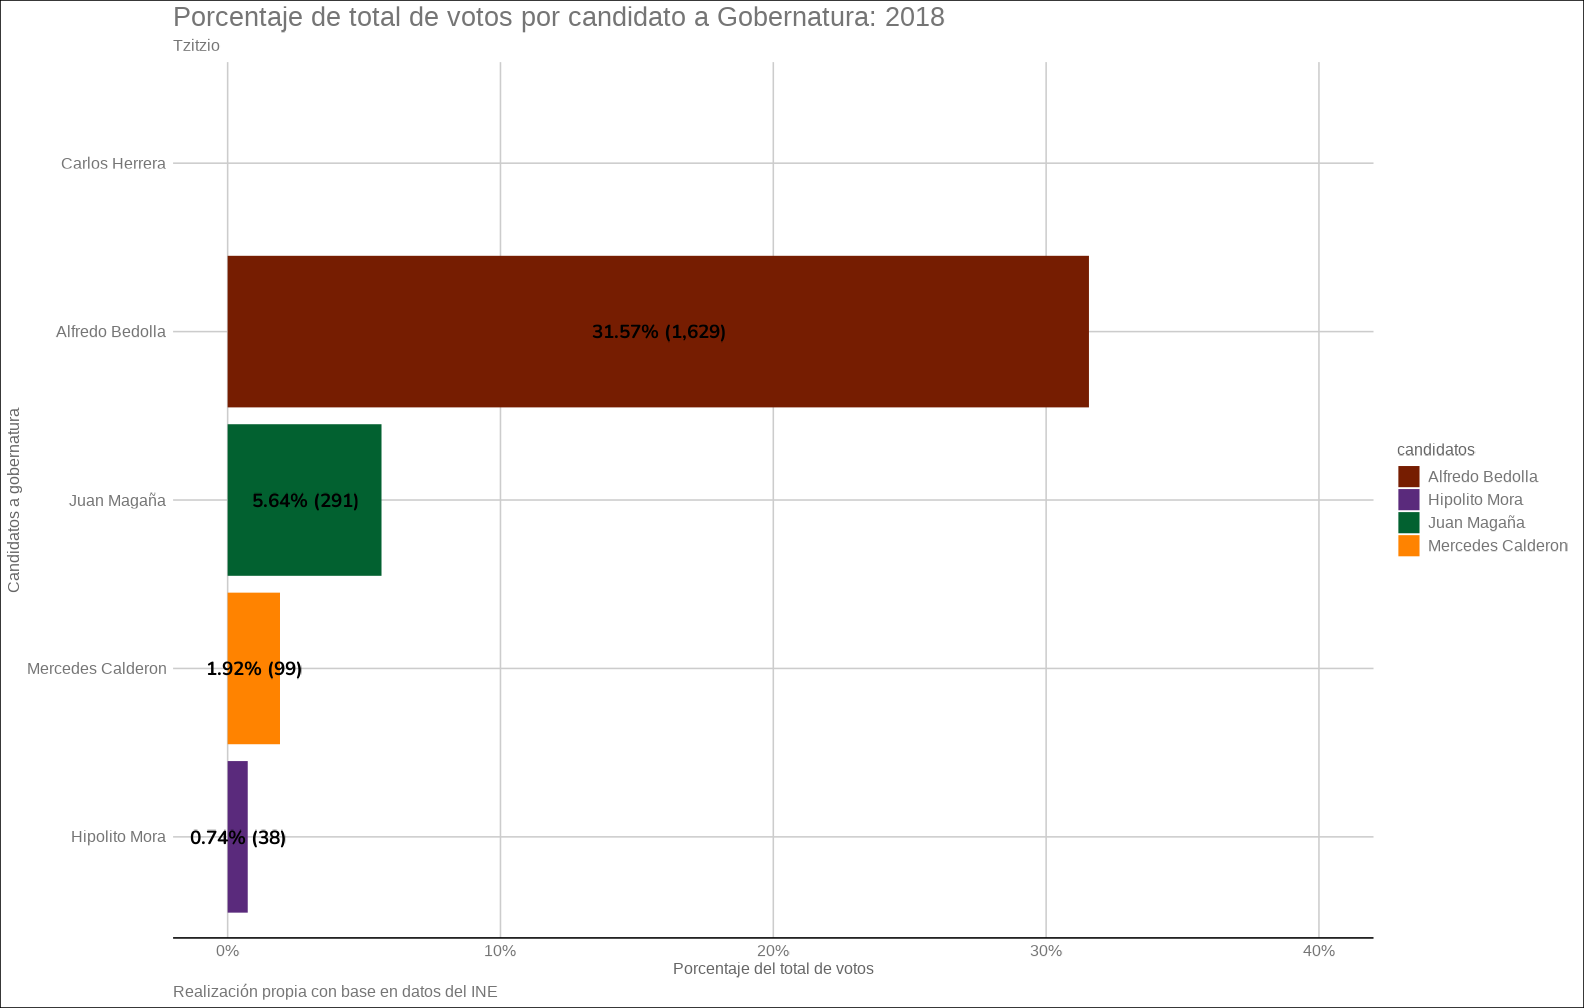 Porcentaje de total de votos por candidato a Gobernatura: 2018
Tzitzio
Candidatos a gobernatura
Carlos Herrera
Alfredo Bedolla
31.57% (1,629)
Juan Magaña
5.64% (291)
Mercedes Calderon
1.92% (99)
Hipolito Mora
0.74% (38)
0%
10%
20%
30%
40%
Porcentaje del total de votos
candidatos
Alfredo Bedolla
Hipolito Mora
Juan Magaña
Mercedes Calderon
Realización propia con base en datos del INE